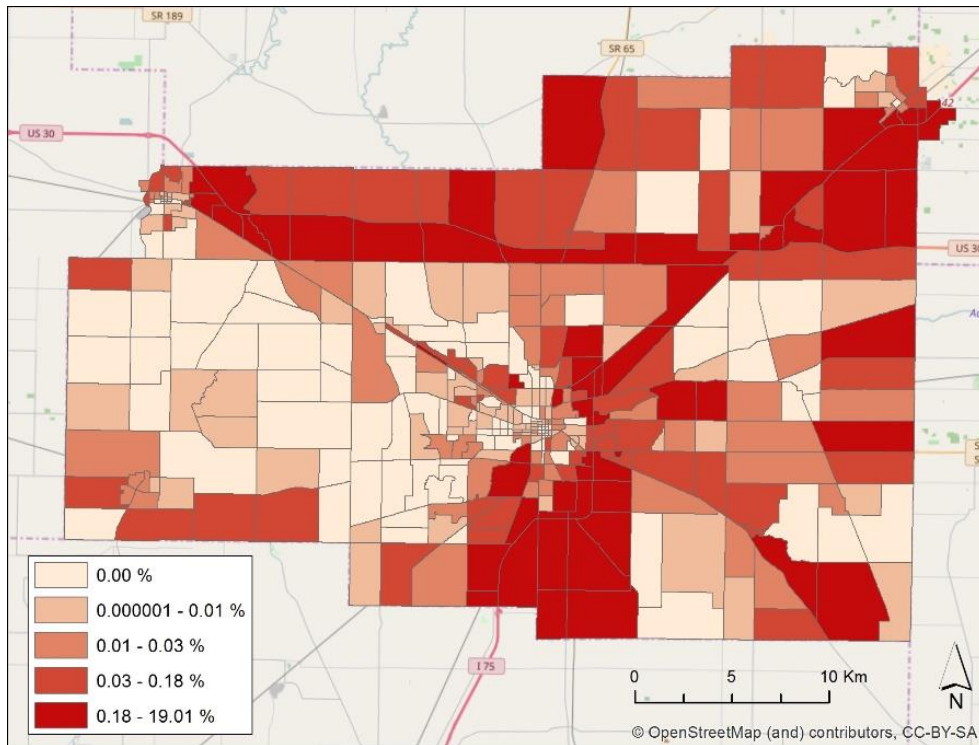 SR 189
SR 65
42
US 30
US 30
I 75
0.00 %
0.000001 - 0.01 %
0.01 - 0.03 %
0.03 - 0.18 %
0.18 - 19.01 %
0 5 10 Km
N
© OpenStreetMap (and) contributors, CC-BY-SA